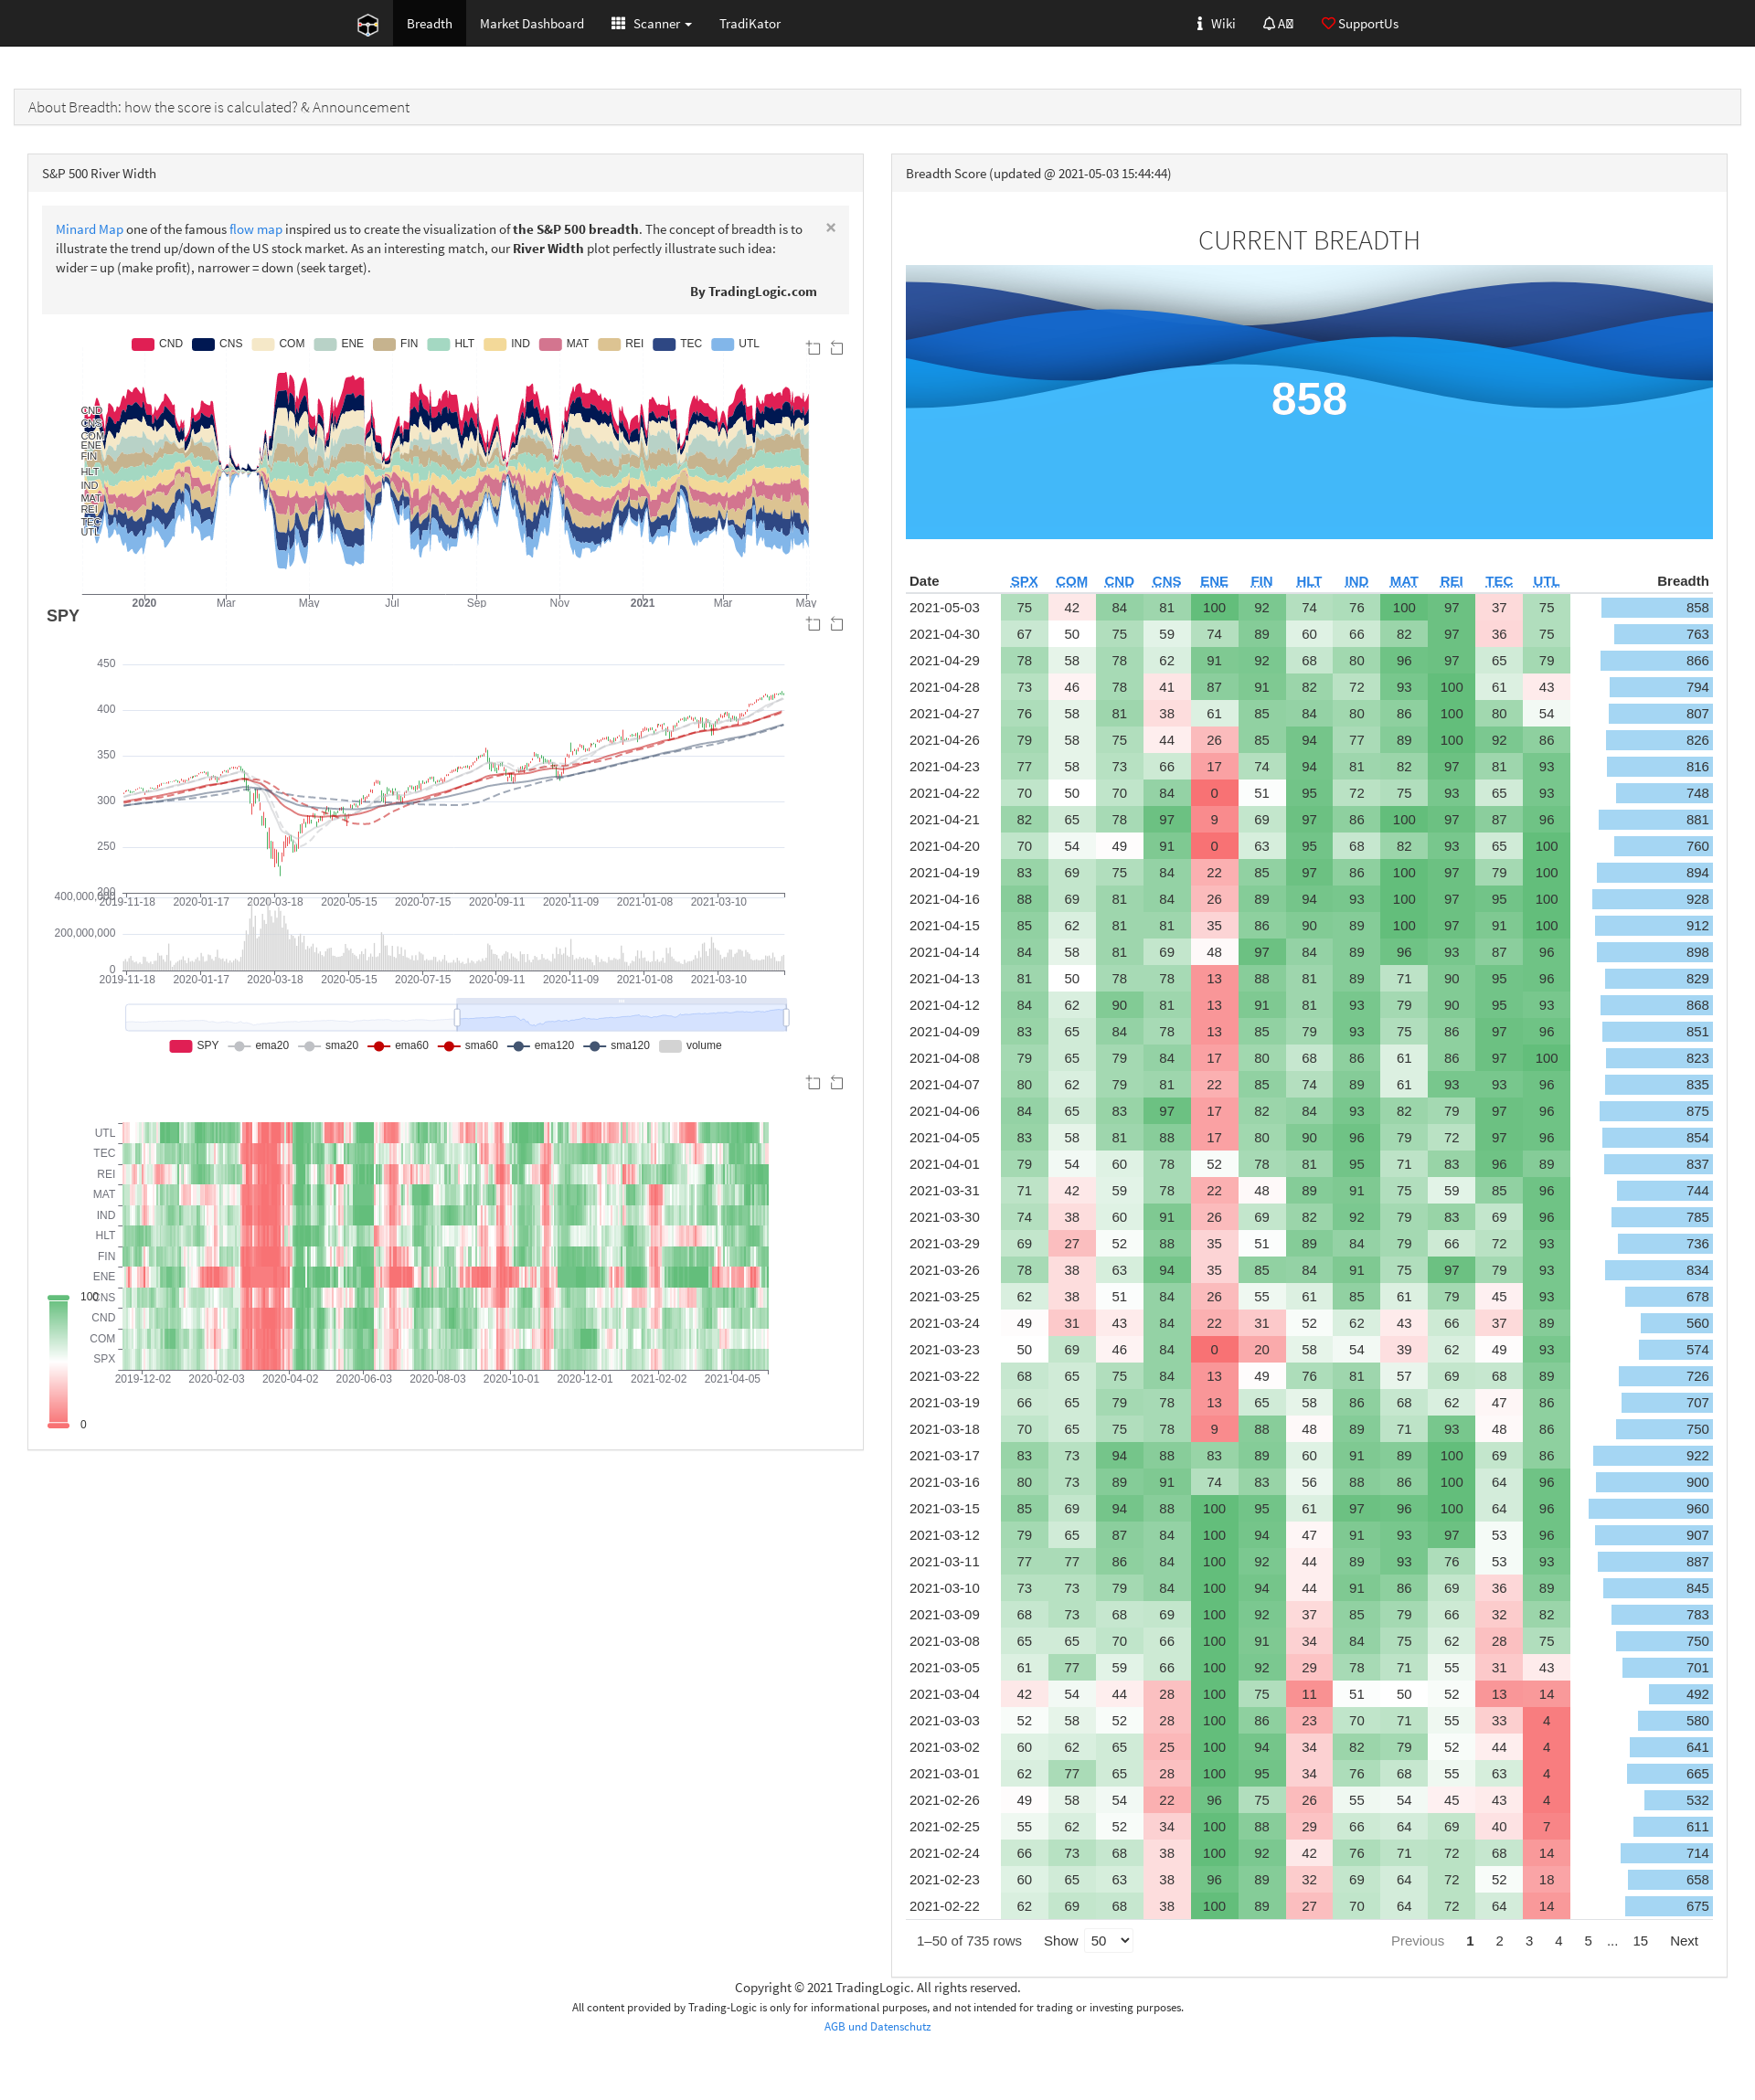 Breadth
Market Dashboard
Scanner
TradiKator
Wiki
SupportUs
About Breadth: how the score is calculated? & Announcement
S&P 500 River Width
Minard Map one of the famous flow map inspired us to create the visualization of the S&P 500 breadth. The concept of breadth is to
illustrate the trend up/down of the US stock market. As an interesting match, our River Width plot perfectly illustrate such idea:
wider = up (make profit), narrower = down (seek target).
×
By TradingLogic.com
CND CNS COM ENE FIN HLT IND MAT REI TEC UTL
CND
CNS
COM
ENE
FIN
HLT
IND
MAT
REI
TEC
UTL
2020 Mar May Jul Sep Nov 2021 Mar May
SPY
450
400
350
300
250
200
2019-11-18 2020-01-17 2020-03-18 2020-05-15 2020-07-15 2020-09-11 2020-11-09 2021-01-08 2021-03-10
400,000,000
200,000,000
0
2019-11-18 2020-01-17 2020-03-18 2020-05-15 2020-07-15 2020-09-11 2020-11-09 2021-01-08 2021-03-10
SPY ema20 sma20 ema60 sma60 ema120 sma120 volume
UTL
TEC
REI
MAT
IND
HLT
FIN
ENE
CNS
CND
COM
SPX
100
0
2019-12-02 2020-02-03 2020-04-02 2020-06-03 2020-08-03 2020-10-01 2020-12-01 2021-02-02 2021-04-05
Breadth Score (updated @ 2021-05-03 15:44:44)
CURRENT BREADTH
858
Date SPX COM CND CNS ENE FIN HLT IND MAT REI TEC UTL Breadth
2021-05-03 75 42 84 81 100 92 74 76 100 97 37 75 858
2021-04-30 67 50 75 59 74 89 60 66 82 97 36 75 763
2021-04-29 78 58 78 62 91 92 68 80 96 97 65 79 866
2021-04-28 73 46 78 41 87 91 82 72 93 100 61 43 794
2021-04-27 76 58 81 38 61 85 84 80 86 100 80 54 807
2021-04-26 79 58 75 44 26 85 94 77 89 100 92 86 826
2021-04-23 77 58 73 66 17 74 94 81 82 97 81 93 816
2021-04-22 70 50 70 84 0 51 95 72 75 93 65 93 748
2021-04-21 82 65 78 97 9 69 97 86 100 97 87 96 881
2021-04-20 70 54 49 91 0 63 95 68 82 93 65 100 760
2021-04-19 83 69 75 84 22 85 97 86 100 97 79 100 894
2021-04-16 88 69 81 84 26 89 94 93 100 97 95 100 928
2021-04-15 85 62 81 81 35 86 90 89 100 97 91 100 912
2021-04-14 84 58 81 69 48 97 84 89 96 93 87 96 898
2021-04-13 81 50 78 78 13 88 81 89 71 90 95 96 829
2021-04-12 84 62 90 81 13 91 81 93 79 90 95 93 868
2021-04-09 83 65 84 78 13 85 79 93 75 86 97 96 851
2021-04-08 79 65 79 84 17 80 68 86 61 86 97 100 823
2021-04-07 80 62 79 81 22 85 74 89 61 93 93 96 835
2021-04-06 84 65 83 97 17 82 84 93 82 79 97 96 875
2021-04-05 83 58 81 88 17 80 90 96 79 72 97 96 854
2021-04-01 79 54 60 78 52 78 81 95 71 83 96 89 837
2021-03-31 71 42 59 78 22 48 89 91 75 59 85 96 744
2021-03-30 74 38 60 91 26 69 82 92 79 83 69 96 785
2021-03-29 69 27 52 88 35 51 89 84 79 66 72 93 736
2021-03-26 78 38 63 94 35 85 84 91 75 97 79 93 834
2021-03-25 62 38 51 84 26 55 61 85 61 79 45 93 678
2021-03-24 49 31 43 84 22 31 52 62 43 66 37 89 560
2021-03-23 50 69 46 84 0 20 58 54 39 62 49 93 574
2021-03-22 68 65 75 84 13 49 76 81 57 69 68 89 726
2021-03-19 66 65 79 78 13 65 58 86 68 62 47 86 707
2021-03-18 70 65 75 78 9 88 48 89 71 93 48 86 750
2021-03-17 83 73 94 88 83 89 60 91 89 100 69 86 922
2021-03-16 80 73 89 91 74 83 56 88 86 100 64 96 900
2021-03-15 85 69 94 88 100 95 61 97 96 100 64 96 960
2021-03-12 79 65 87 84 100 94 47 91 93 97 53 96 907
2021-03-11 77 77 86 84 100 92 44 89 93 76 53 93 887
2021-03-10 73 73 79 84 100 94 44 91 86 69 36 89 845
2021-03-09 68 73 68 69 100 92 37 85 79 66 32 82 783
2021-03-08 65 65 70 66 100 91 34 84 75 62 28 75 750
2021-03-05 61 77 59 66 100 92 29 78 71 55 31 43 701
2021-03-04 42 54 44 28 100 75 11 51 50 52 13 14 492
2021-03-03 52 58 52 28 100 86 23 70 71 55 33 4 580
2021-03-02 60 62 65 25 100 94 34 82 79 52 44 4 641
2021-03-01 62 77 65 28 100 95 34 76 68 55 63 4 665
2021-02-26 49 58 54 22 96 75 26 55 54 45 43 4 532
2021-02-25 55 62 52 34 100 88 29 66 64 69 40 7 611
2021-02-24 66 73 68 38 100 92 42 76 71 72 68 14 714
2021-02-23 60 65 63 38 96 89 32 69 64 72 52 18 658
2021-02-22 62 69 68 38 100 89 27 70 64 72 64 14 675
1–50 of 735 rows Show 50 Previous 1 2 3 4 5 ... 15 Next
Copyright © 2021 TradingLogic. All rights reserved.
All content provided by Trading-Logic is only for informational purposes, and not intended for trading or investing purposes.
AGB und Datenschutz